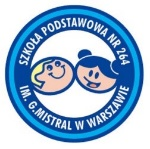 SZKOŁA PODSTAWOWA NR 264
IM. G.MISTRAL W WARSZAWIE